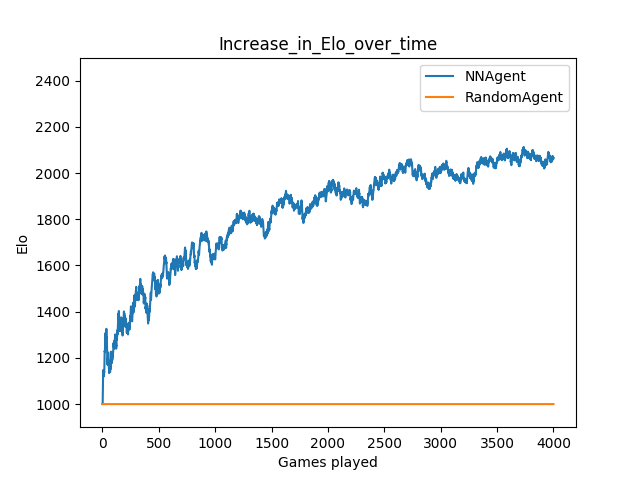 Increase_in_Elo_over_time
NNAgent
RandomAgent
2400
2200
2000
1800
1600
1400
1200
1000
Elo
0 500 1000 1500 2000 2500 3000 3500 4000
Games played